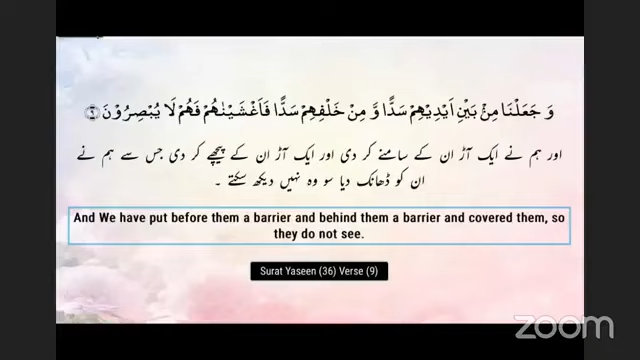 وَ جَعَلْنَا مِنْۢ بَیْنِ اَیْدِیْهِمْ سَدًّا وَّ مِنْ خَلْفِهِمْ سَدًّا فَاَغْشَیْنٰهُمْ فَهُمْ لَا یُبْصِرُوْنَ ﴿۹﴾
اور ہم نے ایک آڑ ان کے سامنے کر دی اور ایک آڑ ان کے پیچھے کر دی جس سے ہم نے
ان کو ڈھانک دیا سو وہ نہیں دیکھ سکتے ۔
And We have put before them a barrier and behind them a barrier and covered them, so
they do not see.
Surat Yaseen (36) Verse (9)
zoom